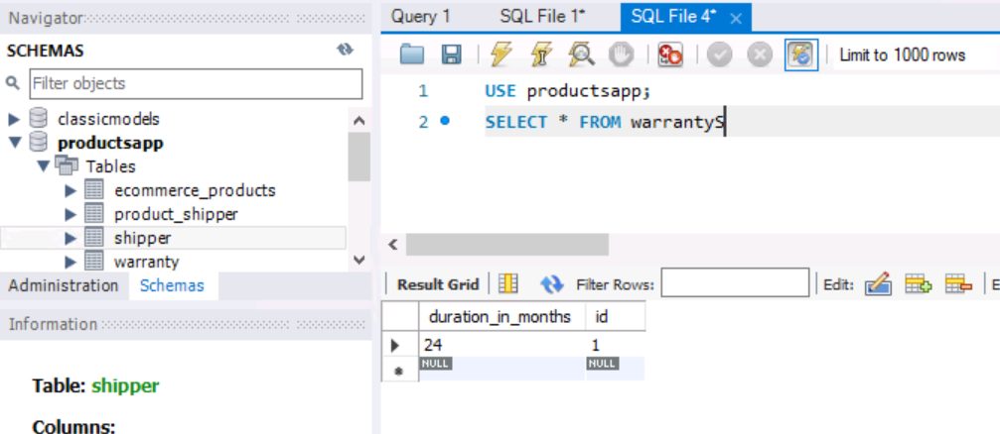 Navigator
SCHEMAS
Filter objects
classicmodels
productsapp
Tables
ecommerce_products
product_shipper
shipper
warranty
Administration Schemas
Information
Table: shipper
Columns:
Query 1 SQL File 1* SQL File 4* ×
Limit to 1000 rows
1 USE productsapp;
2 SELECT * FROM warrantyS
Result Grid Filter Rows: Edit: E
duration_in_months id
24 1
NULL NULL